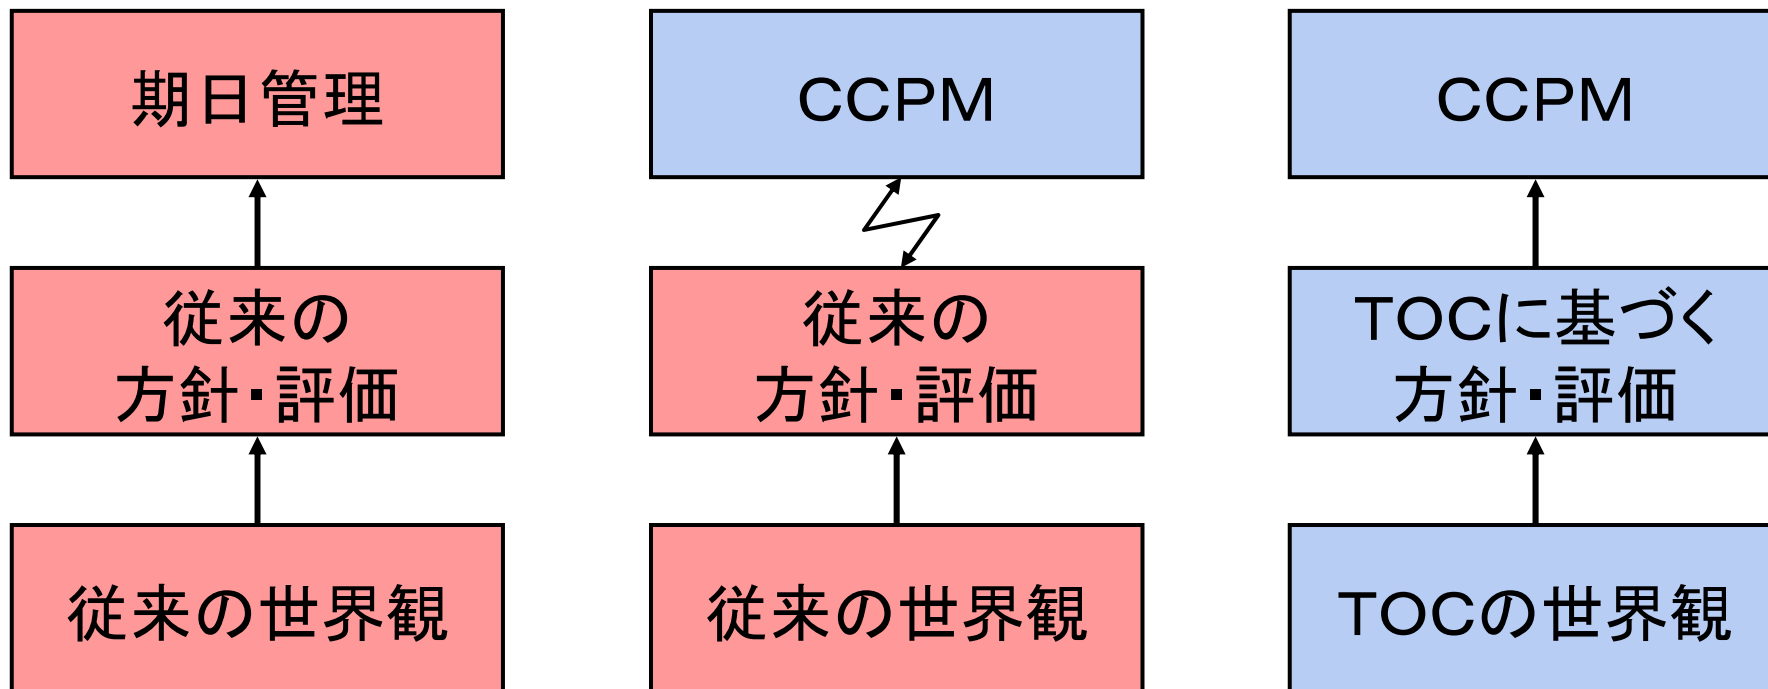 期日管理
CCPM
CCPM
従来の
方針・評価
従来の
方針・評価
TOCに基づく
方針・評価
従来の世界観
従来の世界観
TOCの世界観